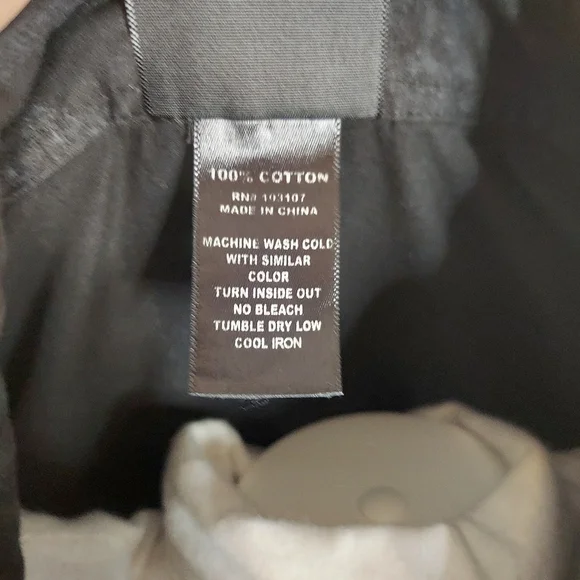 100% COTTON
RN# 103107
MADE IN CHINA
MACHINE WASH COLD
WITH SIMILAR
COLOR
TURN INSIDE OUT
NO BLEACH
TUMBLE DRY LOW
COOL IRON